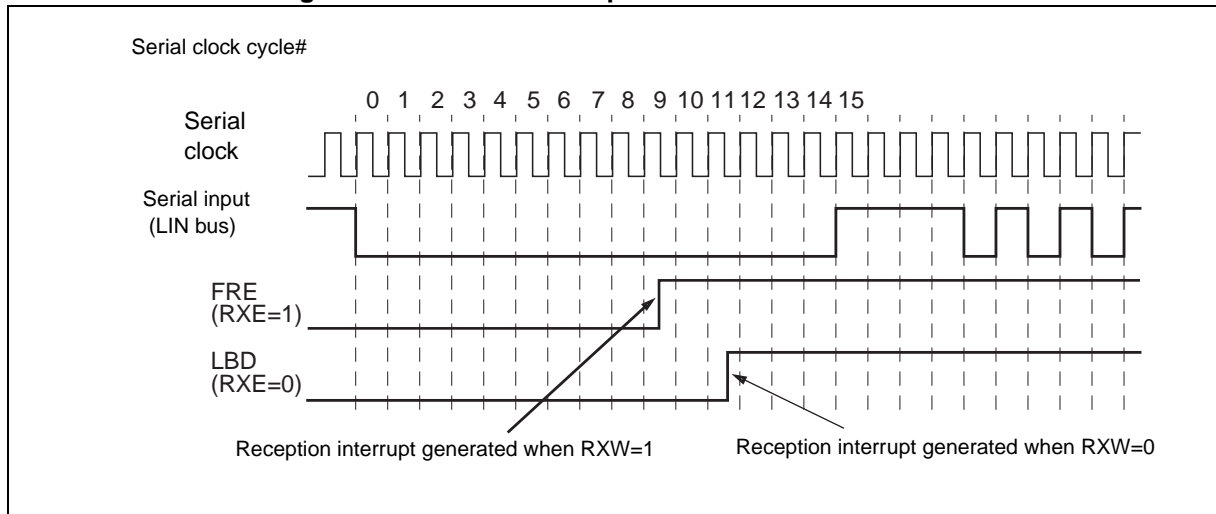 Serial clock cycle#
0 1 2 3 4 5 6 7 8 9 10 11 12 13 14 15
Serial
clock
Serial input
(LIN bus)
FRE
(RXE=1)
LBD
(RXE=0)
Reception interrupt generated when RXW=1
Reception interrupt generated when RXW=0